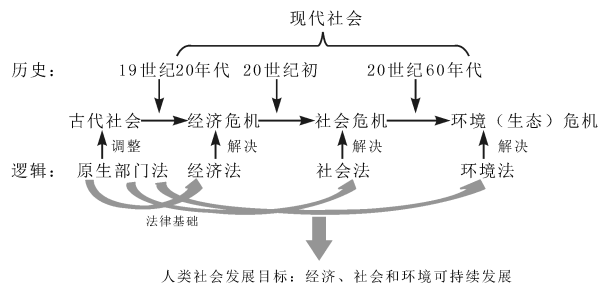 现代社会
历史： 19世纪20年代 20世纪初 20世纪60年代
古代社会 经济危机 社会危机 环境（生态）危机
调整 解决 解决 解决
逻辑： 原生部门法 经济法 社会法 环境法
法律基础
人类社会发展目标：经济、社会和环境可持续发展